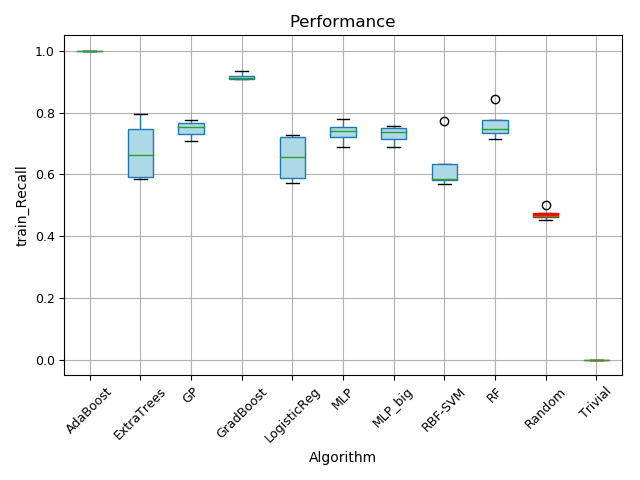 Performance
train_Recall
1.0
0.8
0.6
0.4
0.2
0.0
AdaBoost
ExtraTrees
GP
GradBoost
LogisticReg
MLP
MLP_big
RBF-SVM
RF
Random
Trivial
Algorithm